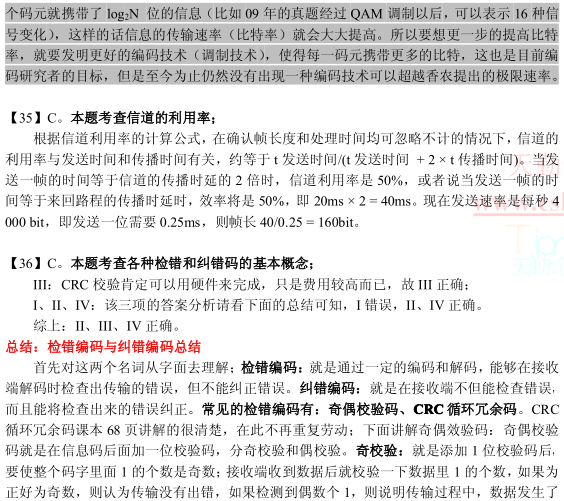 个码元就携带了 log₂N 位的信息（比如 09 年的真题经过 QAM 调制以后，可以表示 16 种信
号变化），这样的话信息的传输速率（比特率）就会大大提高。所以要想更一步的提高比特
率，就要发明更好的编码技术（调制技术），使得每一码元携带更多的比特，这也是目前编
码研究者的目标，但是至今为止仍然没有出现一种编码技术可以超越香农提出的极限速率。
【35】C。本题考查信道的利用率；
根据信道利用率的计算公式，在确认帧长度和处理时间均可忽略不计的情况下，信道的
利用率与发送时间和传播时间有关，约等于 t 发送时间/(t 发送时间 + 2 × t 传播时间)。当发
送一帧的时间等于信道的传播时延的 2 倍时，信道利用率是 50%，或者说当发送一帧的时
间等于来回路程的传播时延时，效率将是 50%，即 20ms × 2 = 40ms。现在发送速率是每秒 4
000 bit，即发送一位需要 0.25ms，则帧长 40/0.25 = 160bit。
【36】C。本题考查各种检错和纠错码的基本概念；
III：CRC 校验肯定可以用硬件来完成，只是费用较高而已，故 III 正确；
I、II、IV：该三项的答案分析请看下面的总结可知，I 错误，II、IV 正确。
综上：II、III、IV 正确。
总结：检错编码与纠错编码总结
首先对这两个名词从字面去理解；检错编码：就是通过一定的编码和解码，能够在接收
端解码时检查出传输的错误，但不能纠正错误。纠错编码：就是在接收端不但能检查错误，
而且能将检查出来的错误纠正。常见的检错编码有：奇偶校验码、CRC 循环冗余码。CRC
循环冗余码课本 68 页讲解的很清楚，在此不再重复劳动；下面讲解奇偶效验码：奇偶校验
码就是在信息码后面加一位校验码，分奇校验和偶校验。奇校验：就是添加 1 位校验码后，
要使整个码字里面 1 的个数是奇数；接收端收到数据后就校验一下数据里 1 的个数，如果为
正好为奇数，则认为传输没有出错，如果检测到偶数个 1，则说明传输过程中，数据发生了